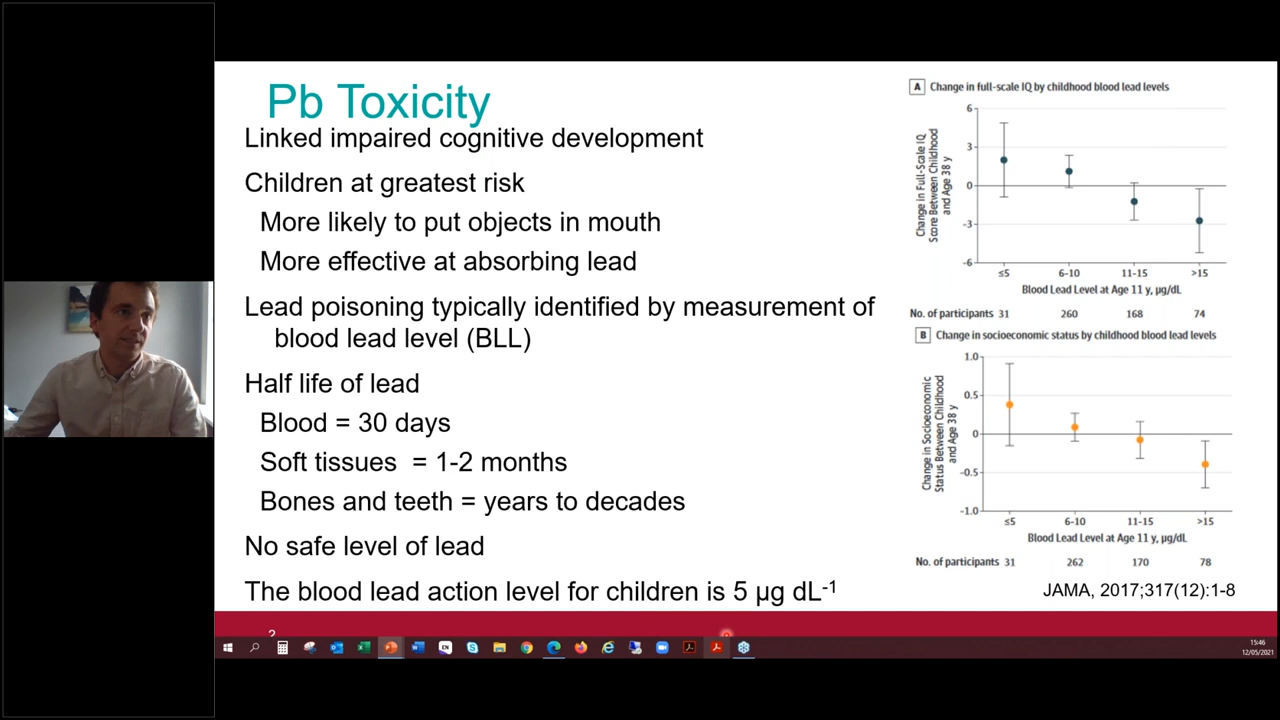 Pb Toxicity
Linked impaired cognitive development
Children at greatest risk
More likely to put objects in mouth
More effective at absorbing lead
Lead poisoning typically identified by measurement of
blood lead level (BLL)
Half life of lead
Blood = 30 days
Soft tissues = 1-2 months
Bones and teeth = years to decades
No safe level of lead
The blood lead action level for children is 5 µg dL-1
A Change in full-scale IQ by childhood blood lead levels
Change in Full-Scale IQ
Score Between Childhood
and Age 38 y
6
3
0
-3
-6
≤5 6-10 11-15 >15
Blood Lead Level at Age 11 y, µg/dL
No. of participants 31 260 168 74
B Change in socioeconomic status by childhood blood lead levels
Change in Socioeconomic
Status Between Childhood
and Age 38 y
1.0
0.5
0
-0.5
-1.0
≤5 6-10 11-15 >15
Blood Lead Level at Age 11 y, µg/dL
No. of participants 31 262 170 78
JAMA, 2017;317(12):1-8
2
EN
15:46
12/05/2021